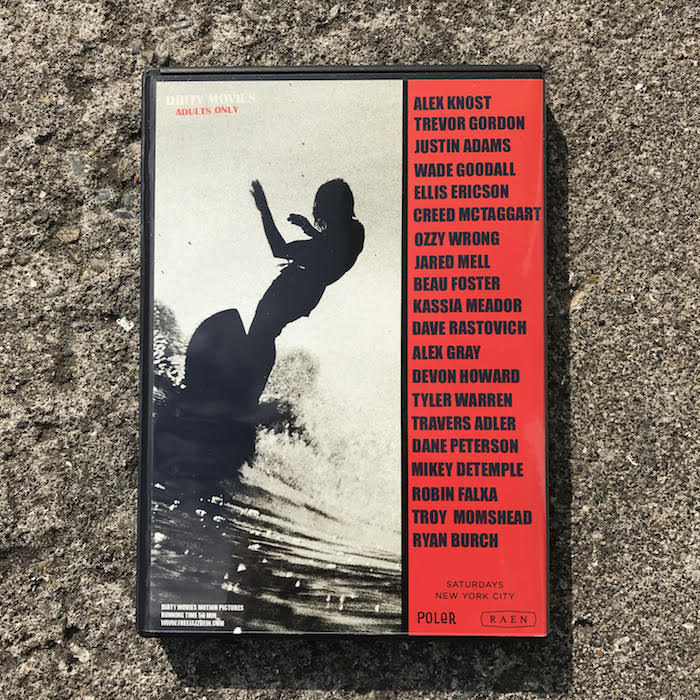 DIRTY MOVIES
ADULTS ONLY
ALEX KNOST
TREVOR GORDON
JUSTIN ADAMS
WADE GOODALL
ELLIS ERICSON
CREED MCTAGGART
OZZY WRONG
JARED MELL
BEAU FOSTER
KASSIA MEADOR
DAVE RASTOVICH
ALEX GRAY
DEVON HOWARD
TYLER WARREN
TRAVERS ADLER
DANE PETERSON
MIKEY DETEMPLE
ROBIN FALXA
TROY MOMSHEAD
RYAN BURCH
SATURDAYS
NEW YORK CITY
POLeR
RAEN
DIRTY MOVIES MOTION PICTURES
RUNNING TIME 50 MIN.
WWW.FREEJAZZVEIN.COM